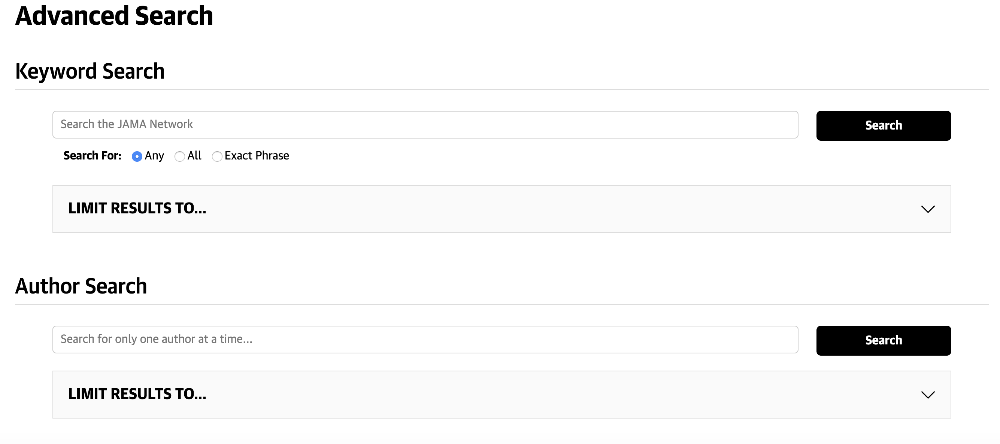 Advanced Search
Keyword Search
Search the JAMA Network
Search
Search For: Any All Exact Phrase
LIMIT RESULTS TO...
Author Search
Search for only one author at a time...
Search
LIMIT RESULTS TO...